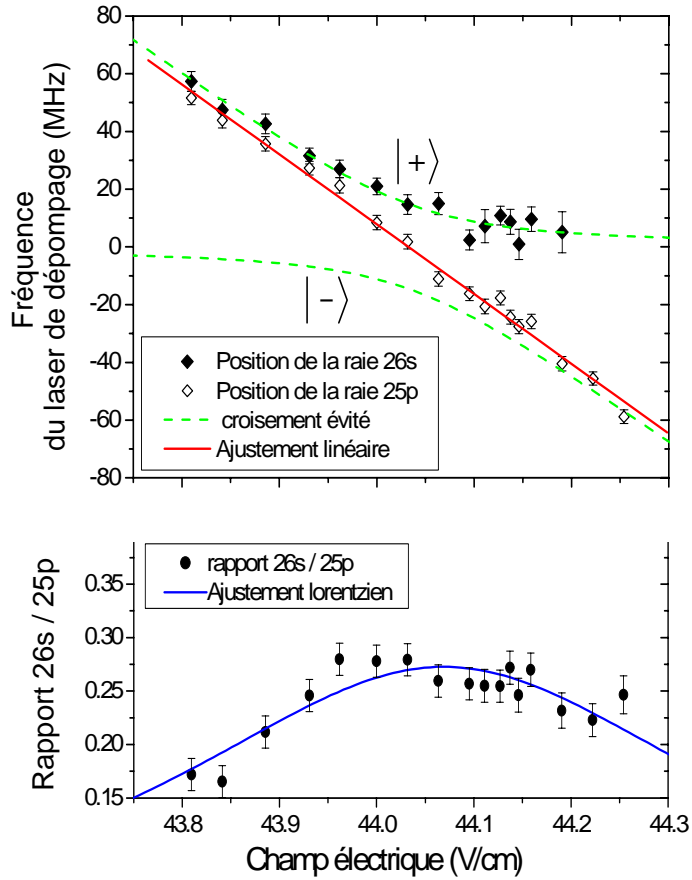 Fréquence
du laser de dépompage (MHz)
80
60
40
20
0
-20
-40
-60
-80
|+⟩
|−⟩
Position de la raie 26s
Position de la raie 25p
croisement évité
Ajustement linéaire
Rapport 26s / 25p
0.35
0.30
0.25
0.20
0.15
rapport 26s / 25p
Ajustement lorentzien
43.8 43.9 44.0 44.1 44.2 44.3
Champ électrique (V/cm)